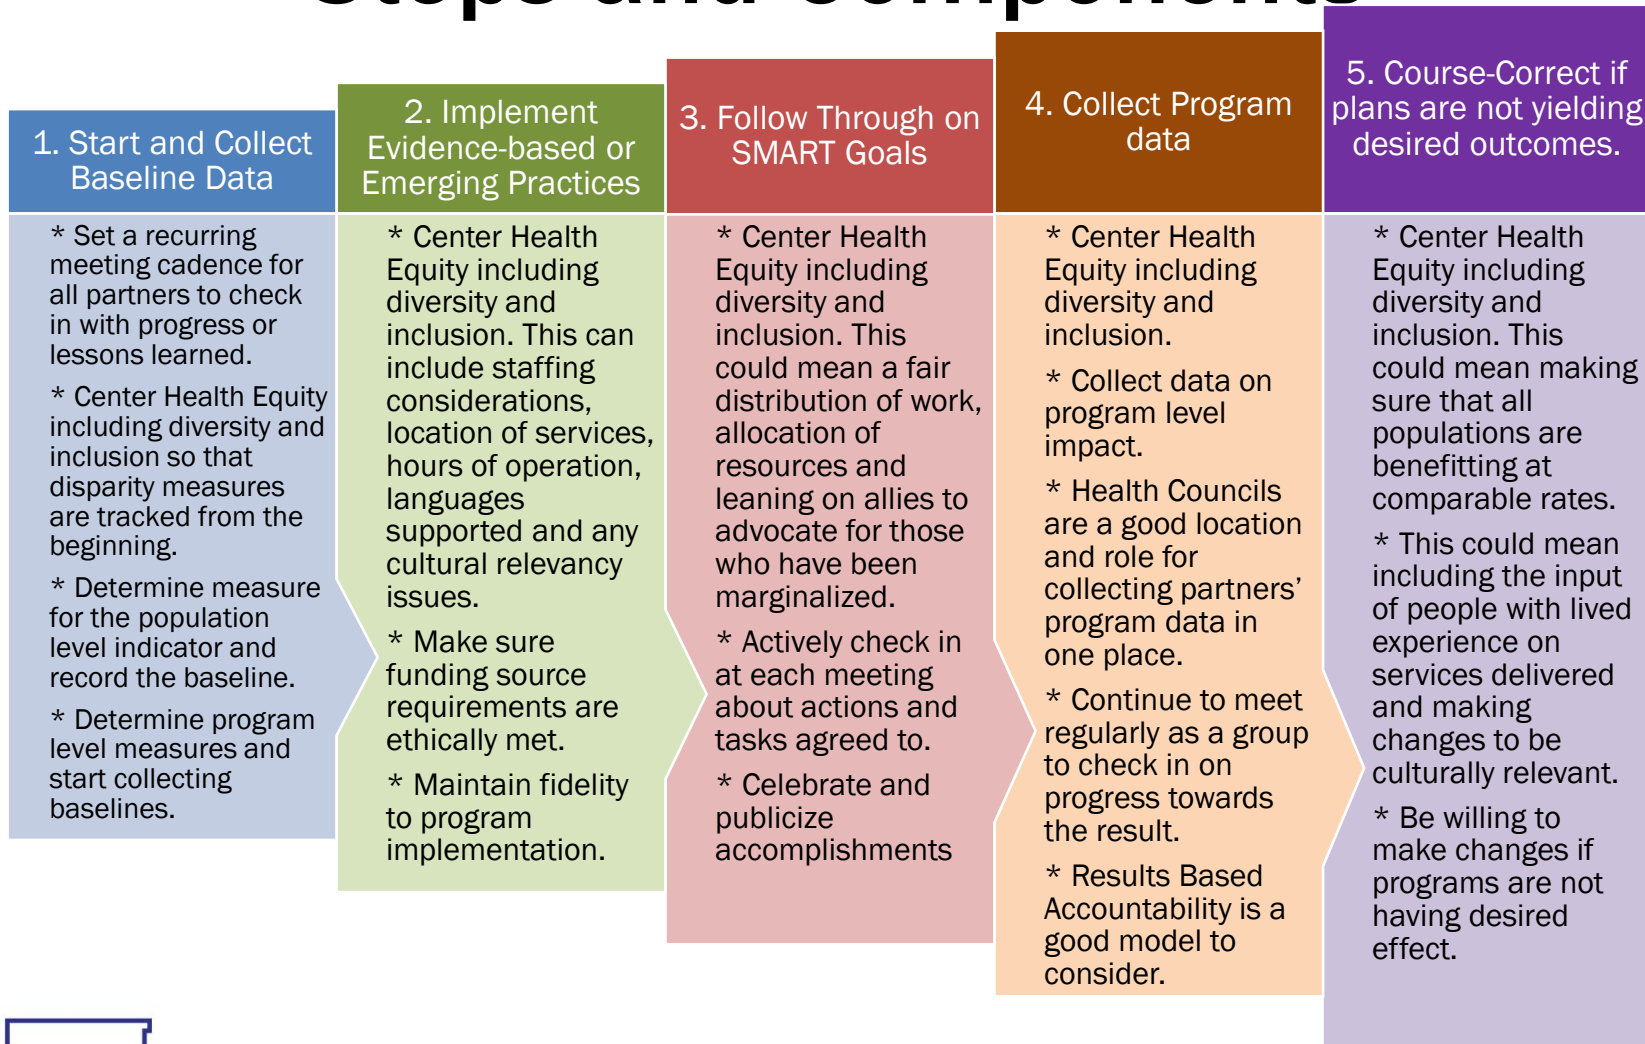 Steps and Components
1. Start and Collect
Baseline Data
* Set a recurring
meeting cadence for
all partners to check
in with progress or
lessons learned.
* Center Health Equity
including diversity and
inclusion so that
disparity measures
are tracked from the
beginning.
* Determine measure
for the population
level indicator and
record the baseline.
* Determine program
level measures and
start collecting
baselines.
2. Implement
Evidence-based or
Emerging Practices
* Center Health
Equity including
diversity and
inclusion. This can
include staffing
considerations,
location of services,
hours of operation,
languages
supported and any
cultural relevancy
issues.
* Make sure
funding source
requirements are
ethically met.
* Maintain fidelity
to program
implementation.
3. Follow Through on
SMART Goals
* Center Health
Equity including
diversity and
inclusion. This
could mean a fair
distribution of work,
allocation of
resources and
leaning on allies to
advocate for those
who have been
marginalized.
* Actively check in
at each meeting
about actions and
tasks agreed to.
* Celebrate and
publicize
accomplishments
4. Collect Program
data
* Center Health
Equity including
diversity and
inclusion.
* Collect data on
program level
impact.
* Health Councils
are a good location
and role for
collecting partners’
program data in
one place.
* Continue to meet
regularly as a group
to check in on
progress towards
the result.
* Results Based
Accountability is a
good model to
consider.
5. Course-Correct if
plans are not yielding
desired outcomes.
* Center Health
Equity including
diversity and
inclusion. This
could mean making
sure that all
populations are
benefitting at
comparable rates.
* This could mean
including the input
of people with lived
experience on
services delivered
and making
changes to be
culturally relevant.
* Be willing to
make changes if
programs are not
having desired
effect.